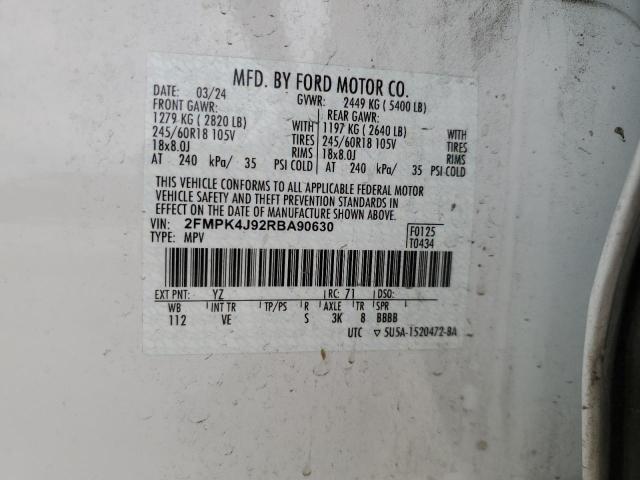 MFD. BY FORD MOTOR CO.
DATE: 03/24 GVWR: 2449 KG ( 5400 LB)
FRONT GAWR: REAR GAWR:
1279 KG ( 2820 LB) WITH 1197 KG ( 2640 LB) WITH
245/60R18 105V TIRES 245/60R18 105V TIRES
18x8.0J RIMS 18x8.0J RIMS
AT 240 kPa/ 35 PSI COLD AT 240 kPa/ 35 PSI COLD
THIS VEHICLE CONFORMS TO ALL APPLICABLE FEDERAL MOTOR
VEHICLE SAFETY AND THEFT PREVENTION STANDARDS IN
EFFECT ON THE DATE OF MANUFACTURE SHOWN ABOVE.
VIN: 2FMPK4J92RBA90630 F0125
TYPE: MPV T0434
EXT PNT: YZ RC: 71 DSO:
WB INT TR TP/PS R AXLE TR SPR
112 VE S 3K 8 BBBB
UTC ▽ 5U5A-1520472-BA